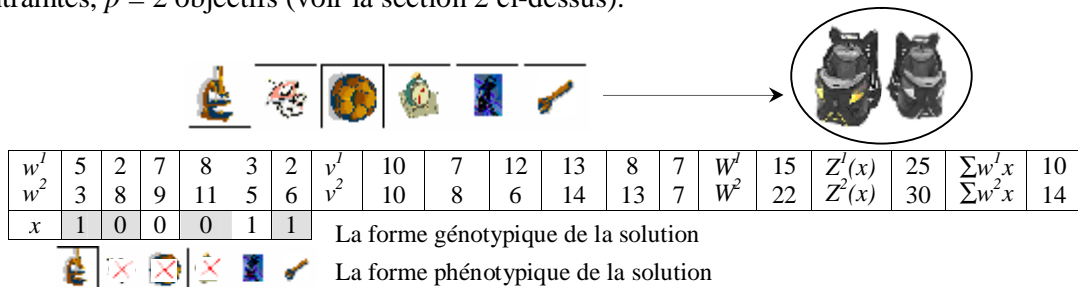 ntraintes, p = 2 objectifs (voir la section 2 ci-dessus).
w¹ 5 2 7 8 3 2 v¹ 10 7 12 13 8 7 W¹ 15 Z¹(x) 25 ∑w¹x 10
w² 3 8 9 11 5 6 v² 10 8 6 14 13 7 W² 22 Z²(x) 30 ∑w²x 14
x 1 0 0 0 1 1 La forme génotypique de la solution
La forme phénotypique de la solution